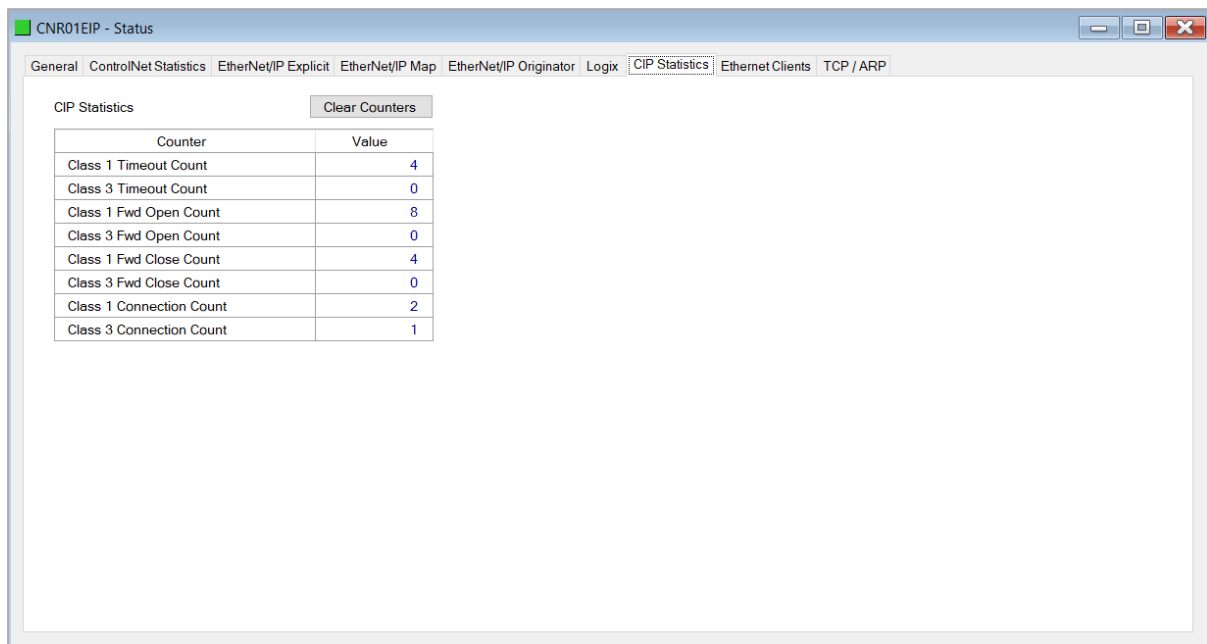 CNR01EIP - Status
General ControlNet Statistics EtherNet/IP Explicit EtherNet/IP Map EtherNet/IP Originator Logix CIP Statistics Ethernet Clients TCP / ARP
CIP Statistics Clear Counters
Counter Value
Class 1 Timeout Count 4
Class 3 Timeout Count 0
Class 1 Fwd Open Count 8
Class 3 Fwd Open Count 0
Class 1 Fwd Close Count 4
Class 3 Fwd Close Count 0
Class 1 Connection Count 2
Class 3 Connection Count 1